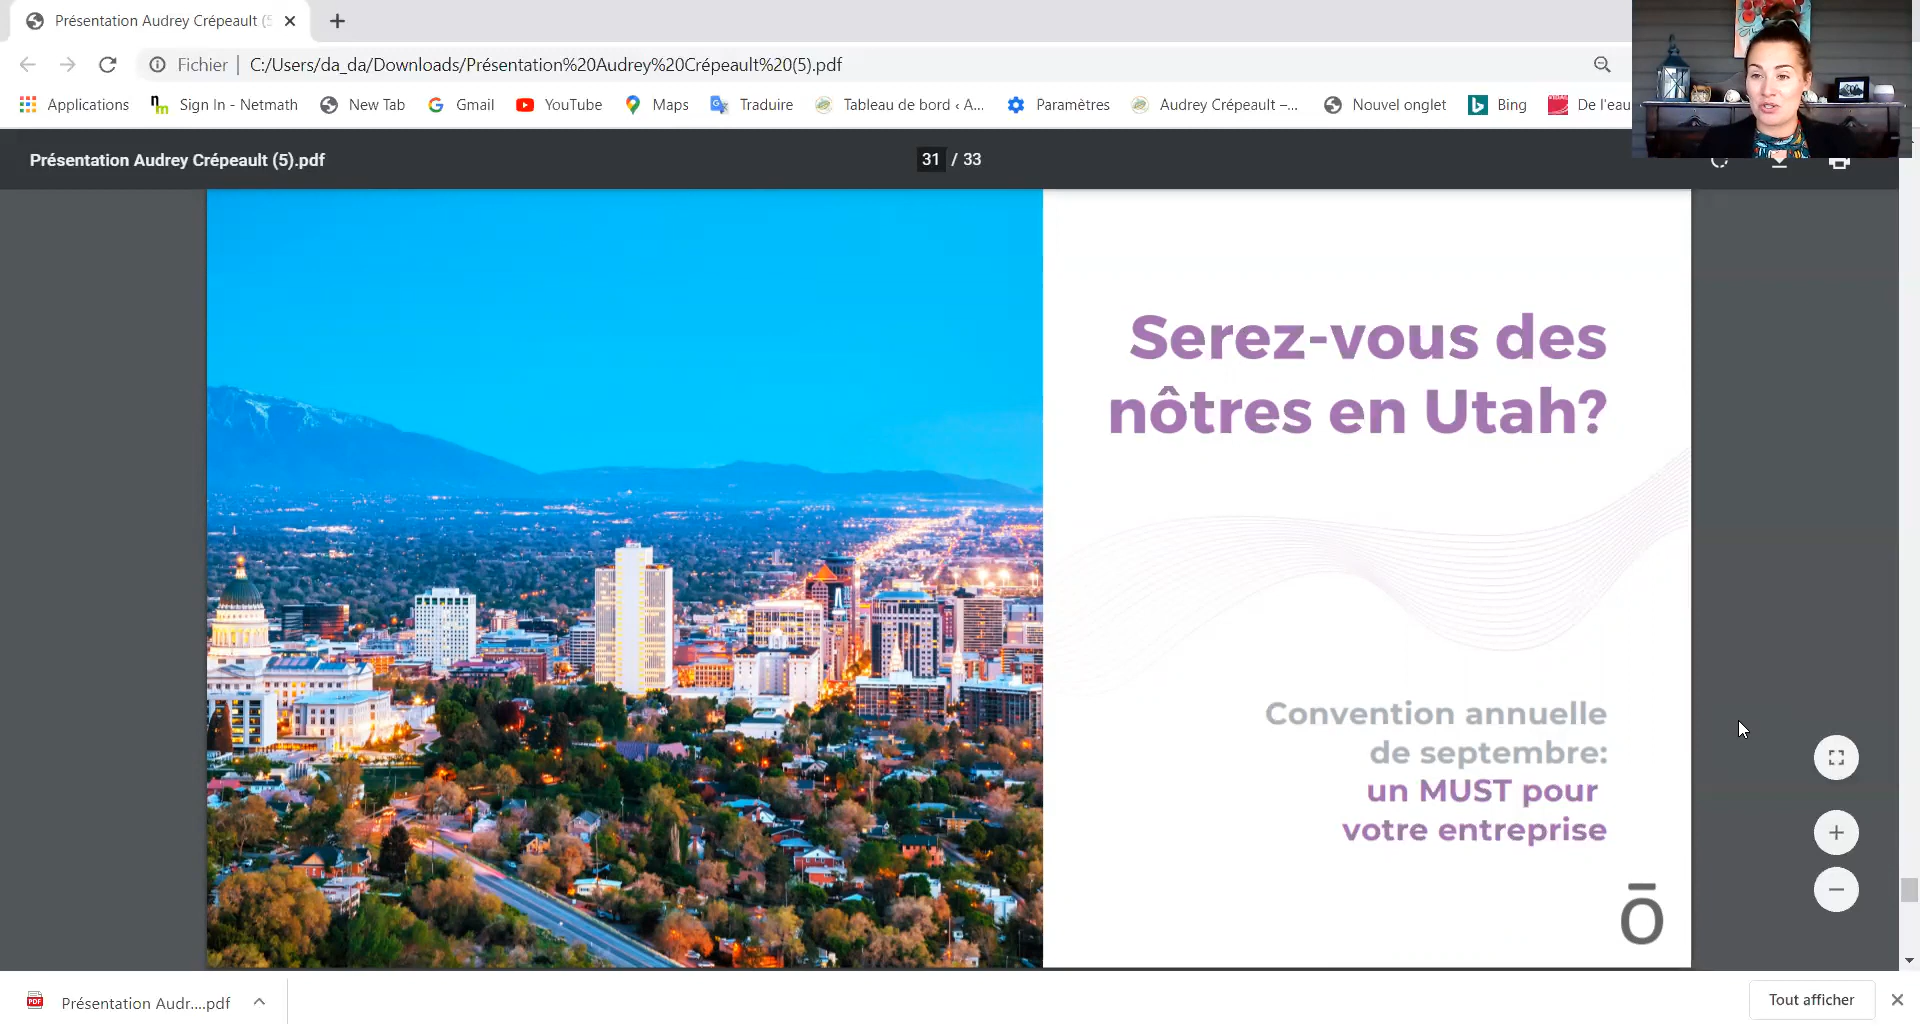 Présentation Audrey Crépeault (5
Fichier | C:/Users/da_da/Downloads/Présentation%20Audrey%20Crépeault%20(5).pdf
Applications Sign In - Netmath New Tab Gmail YouTube Maps Traduire Tableau de bord ‹ A... Paramètres Audrey Crépeault –... Nouvel onglet Bing De l'eau
Présentation Audrey Crépeault (5).pdf 31 / 33
Serez-vous des
nôtres en Utah?
Convention annuelle
de septembre:
un MUST pour
votre entreprise
ō
Présentation Audr....pdf Tout afficher